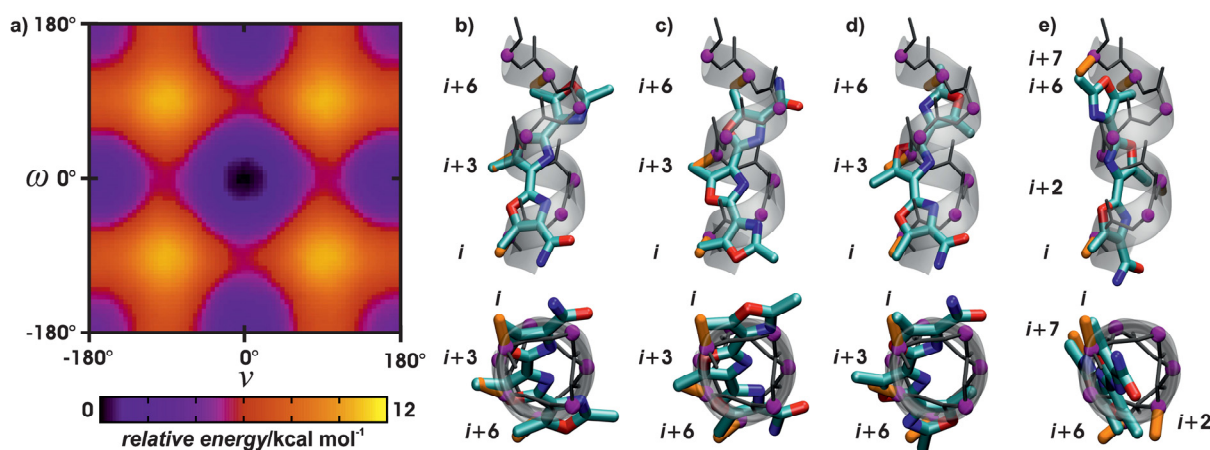 a)
180°
ω 0°
-180°
-180° 0° 180°
ν
0 12
relative energy/kcal mol⁻¹
b)
i+6
i+3
i
i
i+3
i+6
c)
i+6
i+3
i
i
i+3
i+6
d)
i+6
i+3
i
i
i+3
i+6
e)
i+7
i+6
i+2
i
i
i+7
i+6
i+2